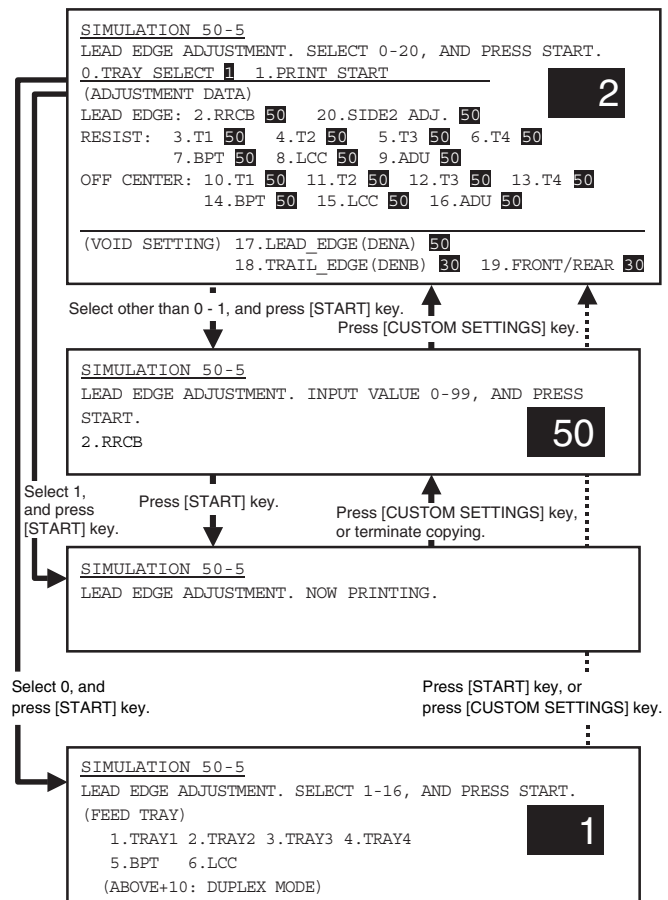 SIMULATION 50-5
LEAD EDGE ADJUSTMENT. SELECT 0-20, AND PRESS START.
0.TRAY SELECT 1 1.PRINT START
2
(ADJUSTMENT DATA)
LEAD EDGE: 2.RRCB 50 20.SIDE2 ADJ. 50
RESIST: 3.T1 50 4.T2 50 5.T3 50 6.T4 50
7.BPT 50 8.LCC 50 9.ADU 50
OFF CENTER: 10.T1 50 11.T2 50 12.T3 50 13.T4 50
14.BPT 50 15.LCC 50 16.ADU 50
(VOID SETTING) 17.LEAD_EDGE(DENA) 50
18.TRAIL_EDGE(DENB) 30 19.FRONT/REAR 30
Select other than 0 - 1, and press [START] key.
Press [CUSTOM SETTINGS] key.
SIMULATION 50-5
LEAD EDGE ADJUSTMENT. INPUT VALUE 0-99, AND PRESS
START.
2.RRCB
50
Select 1,
and press
[START] key.
Press [START] key.
Press [CUSTOM SETTINGS] key,
or terminate copying.
SIMULATION 50-5
LEAD EDGE ADJUSTMENT. NOW PRINTING.
Select 0, and
press [START] key.
Press [START] key, or
press [CUSTOM SETTINGS] key.
SIMULATION 50-5
LEAD EDGE ADJUSTMENT. SELECT 1-16, AND PRESS START.
(FEED TRAY)
1.TRAY1 2.TRAY2 3.TRAY3 4.TRAY4
5.BPT 6.LCC
(ABOVE+10: DUPLEX MODE)
1